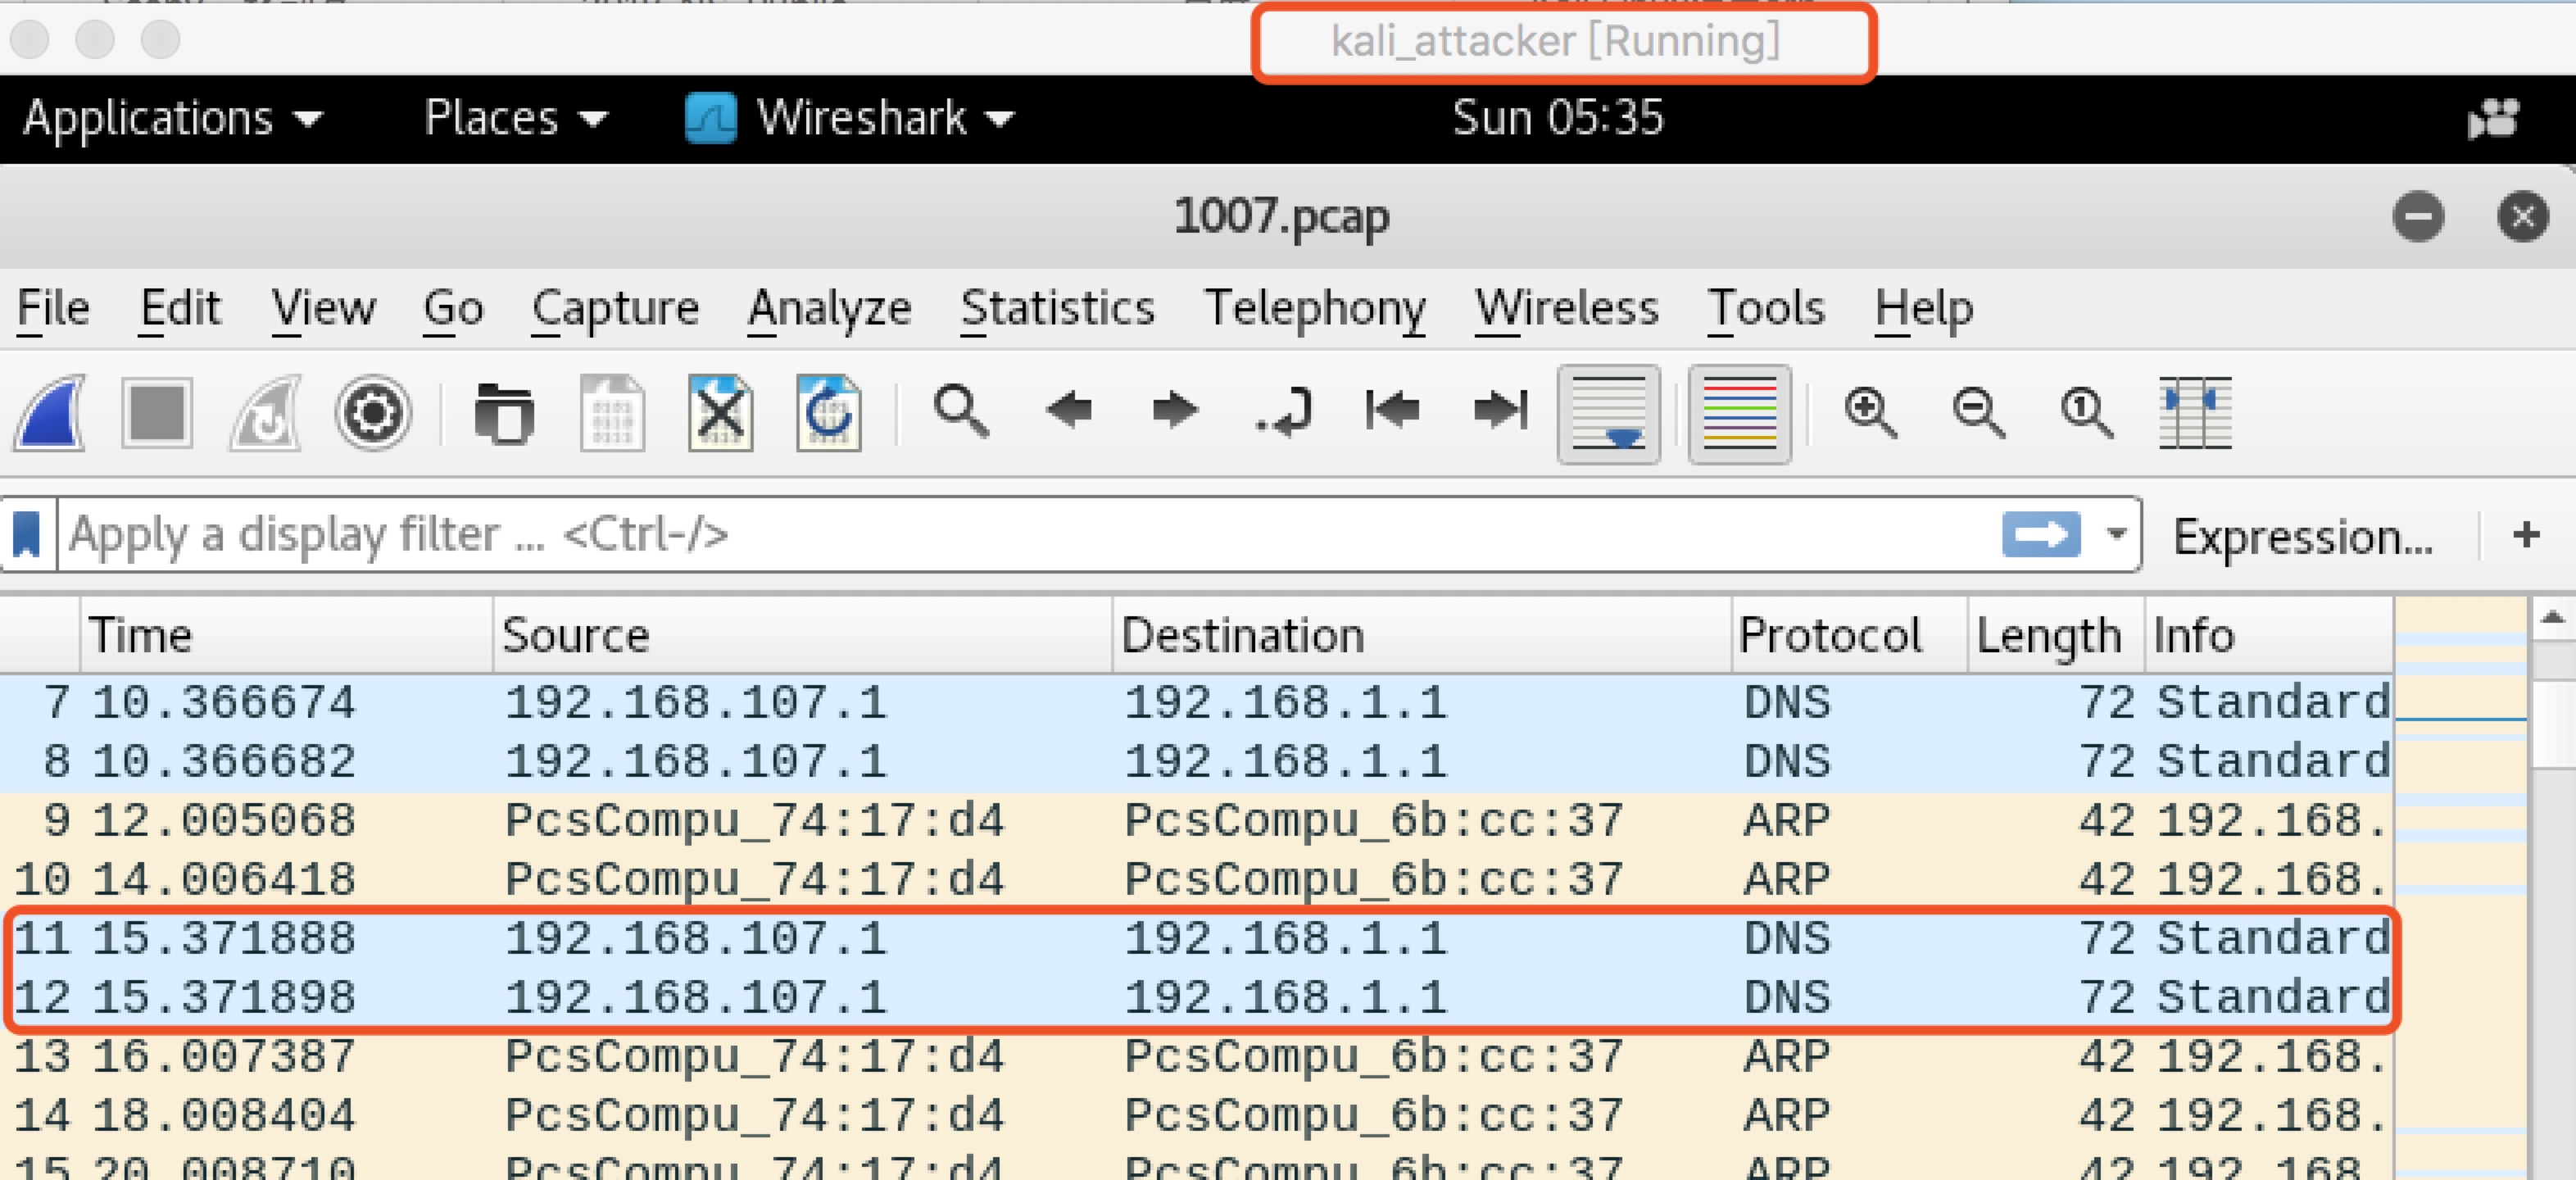 kali_attacker [Running]
Applications Places Wireshark Sun 05:35
1007.pcap
File Edit View Go Capture Analyze Statistics Telephony Wireless Tools Help
Apply a display filter ... <Ctrl-/> Expression... +
Time Source Destination Protocol Length Info
7 10.366674 192.168.107.1 192.168.1.1 DNS 72 Standard
8 10.366682 192.168.107.1 192.168.1.1 DNS 72 Standard
9 12.005068 PcsCompu_74:17:d4 PcsCompu_6b:cc:37 ARP 42 192.168.
10 14.006418 PcsCompu_74:17:d4 PcsCompu_6b:cc:37 ARP 42 192.168.
11 15.371888 192.168.107.1 192.168.1.1 DNS 72 Standard
12 15.371898 192.168.107.1 192.168.1.1 DNS 72 Standard
13 16.007387 PcsCompu_74:17:d4 PcsCompu_6b:cc:37 ARP 42 192.168.
14 18.008404 PcsCompu_74:17:d4 PcsCompu_6b:cc:37 ARP 42 192.168.
15 20.008710 PcsCompu_74:17:d4 PcsCompu_6b:cc:37 ARP 42 192.168